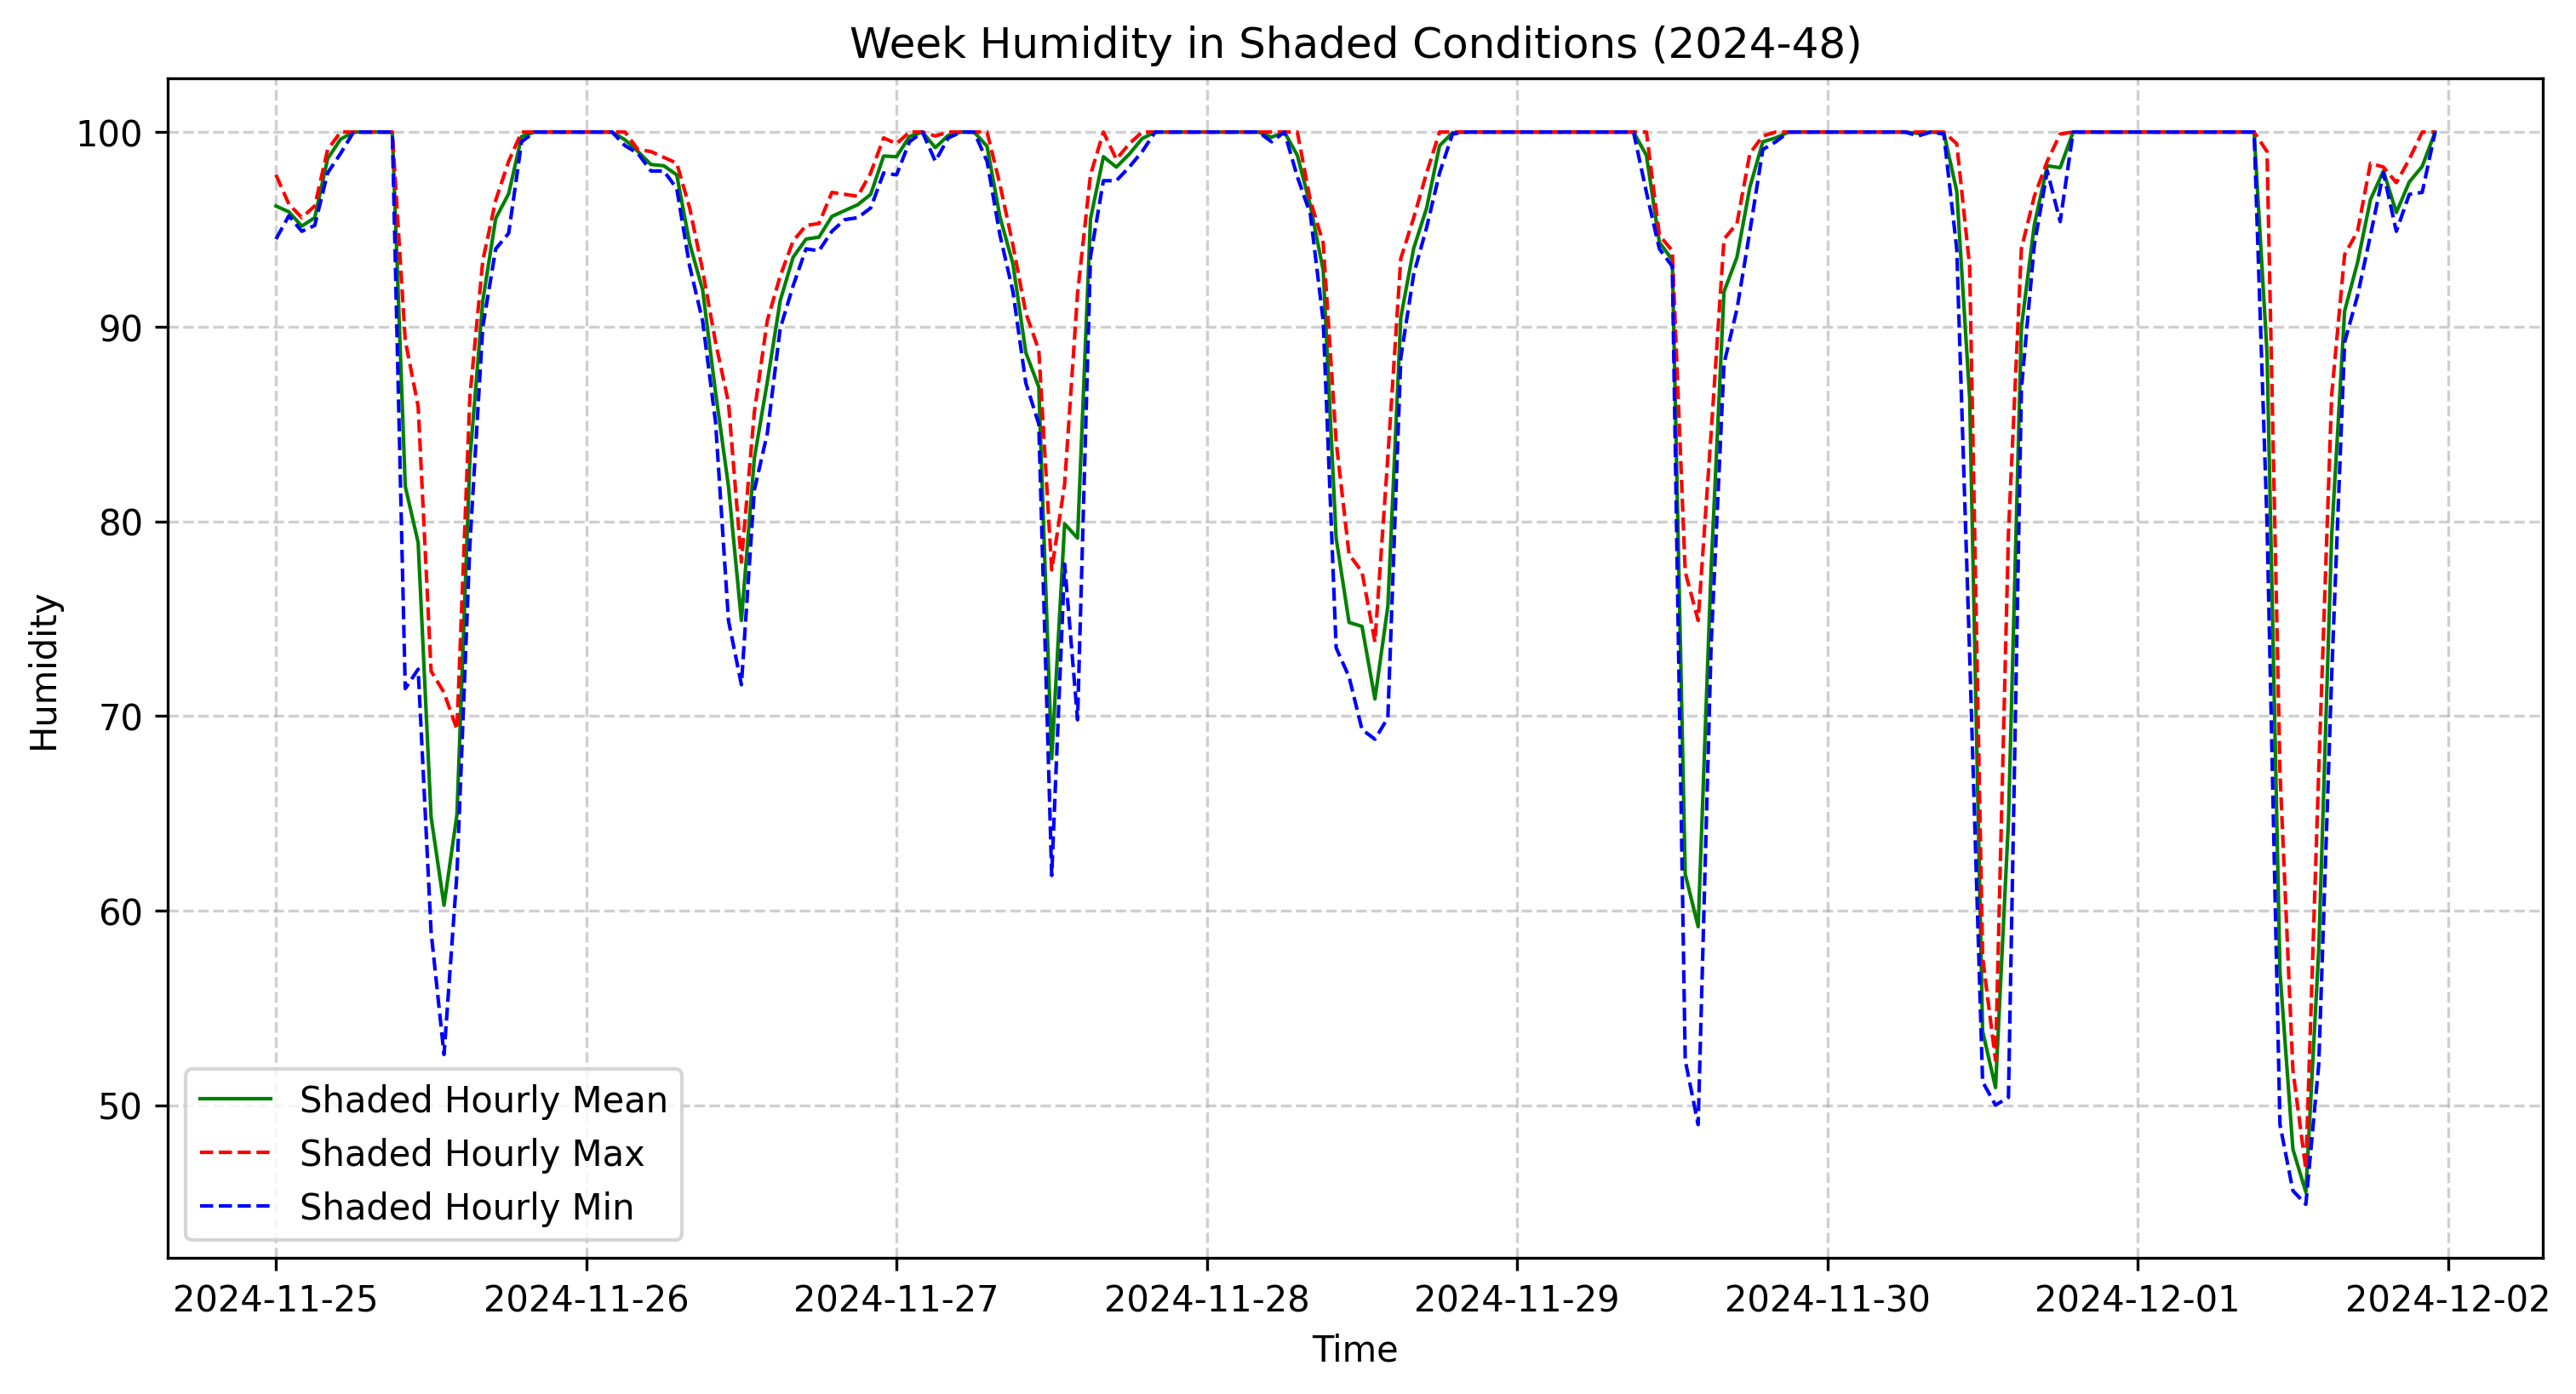 Week Humidity in Shaded Conditions (2024-48)
Humidity
100
90
80
70
60
50
Shaded Hourly Mean
Shaded Hourly Max
Shaded Hourly Min
2024-11-25
2024-11-26
2024-11-27
2024-11-28
2024-11-29
2024-11-30
2024-12-01
2024-12-02
Time